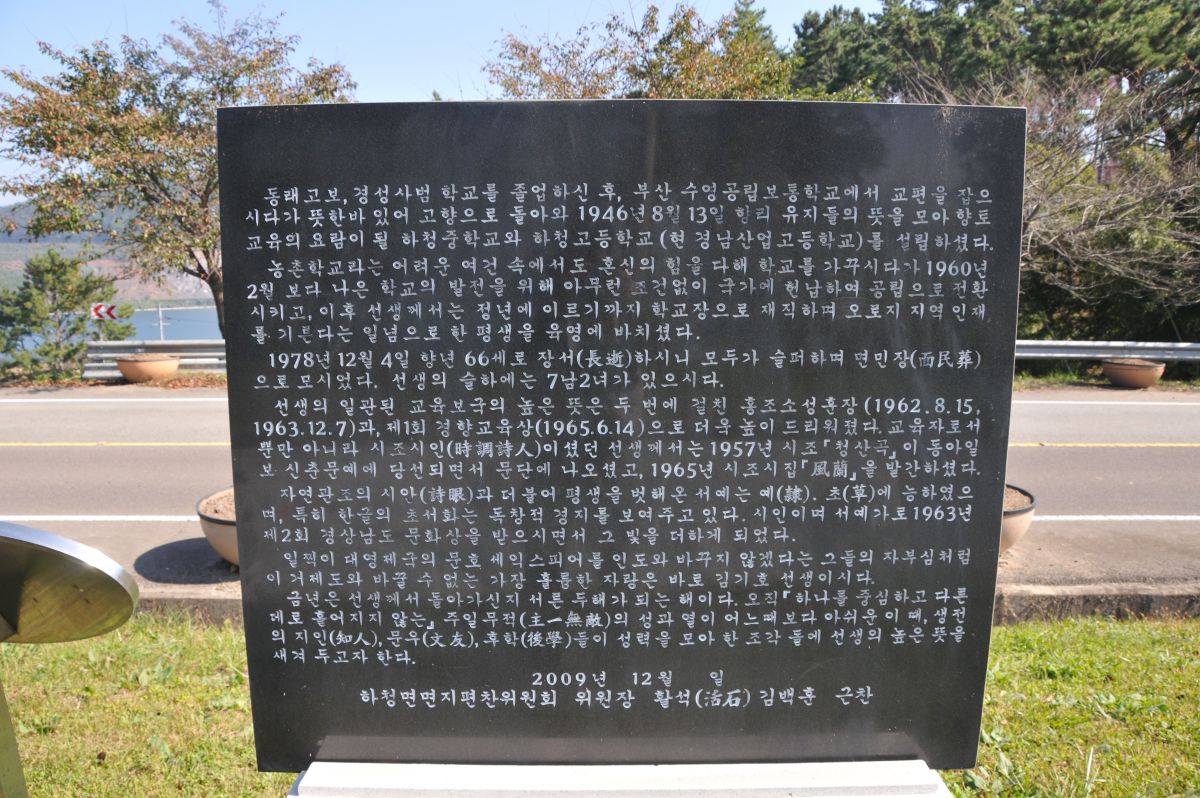 동래고보, 경성사범 학교를 졸업하신 후, 부산 수영공립보통학교에서 교편을 잡으
시다가 뜻한바 있어 고향으로 돌아와 1946년 8월 13일 향리 유지들의 뜻을 모아 향토
교육의 요람이 될 하청중학교와 하청고등학교(현 경남산업고등학교)를 설립하셨다.
농촌학교라는 어려운 여건 속에서도 혼신의 힘을 다해 학교를 가꾸시다가 1960년
2월 보다 나은 학교의 발전을 위해 아무런 조건없이 국가에 헌납하여 공립으로 전환
시키고, 이후 선생께서는 정년에 이르기까지 학교장으로 재직하며 오로지 지역 인재
를 기른다는 일념으로 한 평생을 육영에 바치셨다.
1978년 12월 4일 향년 66세로 장서(長逝)하시니 모두가 슬퍼하며 면민장(面民葬)
으로 모시었다. 선생의 슬하에는 7남2녀가 있으시다.
선생의 일관된 교육보국의 높은 뜻은 두 번에 걸친 홍조소성훈장(1962.8.15,
1963.12.7)과, 제1회 경향교육상(1965.6.14)으로 더욱 높이 드리워졌다. 교육자로서
뿐만 아니라 시조시인(時調詩人)이셨던 선생께서는 1957년 시조「청산곡」이 동아일
보 신춘문예에 당선되면서 문단에 나오셨고, 1965년 시조시집『風蘭』을 발간하셨다.
자연관조의 시안(詩眼)과 더불어 평생을 벗해온 서예는 예(隷). 초(草)에 능하였으
며, 특히 한글의 초서화는 독창적 경지를 보여주고 있다. 시인이며 서예가로 1963년
제2회 경상남도 문화상을 받으시면서 그 빛을 더하게 되었다.
일찍이 대영제국의 문호 셰익스피어를 인도와 바꾸지 않겠다는 그들의 자부심처럼
이 거제도와 바꿀 수 없는 가장 훌륭한 자랑은 바로 김기호 선생이시다.
금년은 선생께서 돌아가신지 서른 두해가 되는 해이다. 오직『하나를 중심하고 다른
데로 흩어지지 않는』주일무적(主一無敵)의 성과 열이 어느때보다 아쉬운 이 때, 생전
의 지인(知人), 문우(文友), 후학(後學)들이 성력을 모아 한 조각 돌에 선생의 높은 뜻을
새겨 두고자 한다.
2009년 12월 일
하청면면지편찬위원회 위원장 활석(活石) 김백훈 근찬